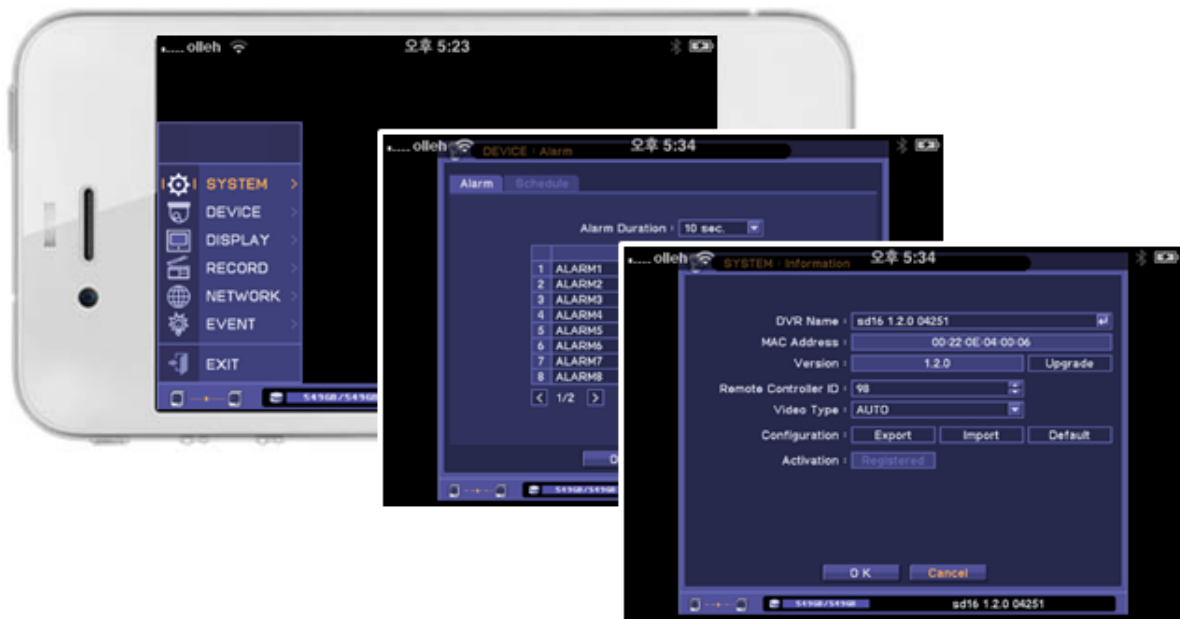 olleh 오후 5:23
SYSTEM >
DEVICE >
DISPLAY >
RECORD >
NETWORK >
EVENT >
EXIT
549GB/549GB
olleh DEVICE : Alarm 오후 5:34
Alarm Schedule
Alarm Duration : 10 sec.
1 ALARM1
2 ALARM2
3 ALARM3
4 ALARM4
5 ALARM5
6 ALARM6
7 ALARM7
8 ALARM8
< 1/2 >
O
549GB/549GB
olleh SYSTEM : Information 오후 5:34
DVR Name : sd16 1.2.0 04251
MAC Address : 00-22-0E-04-00-06
Version : 1.2.0 Upgrade
Remote Controller ID : 98
Video Type : AUTO
Configuration : Export Import Default
Activation : Registered
OK Cancel
549GB/549GB sd16 1.2.0 04251